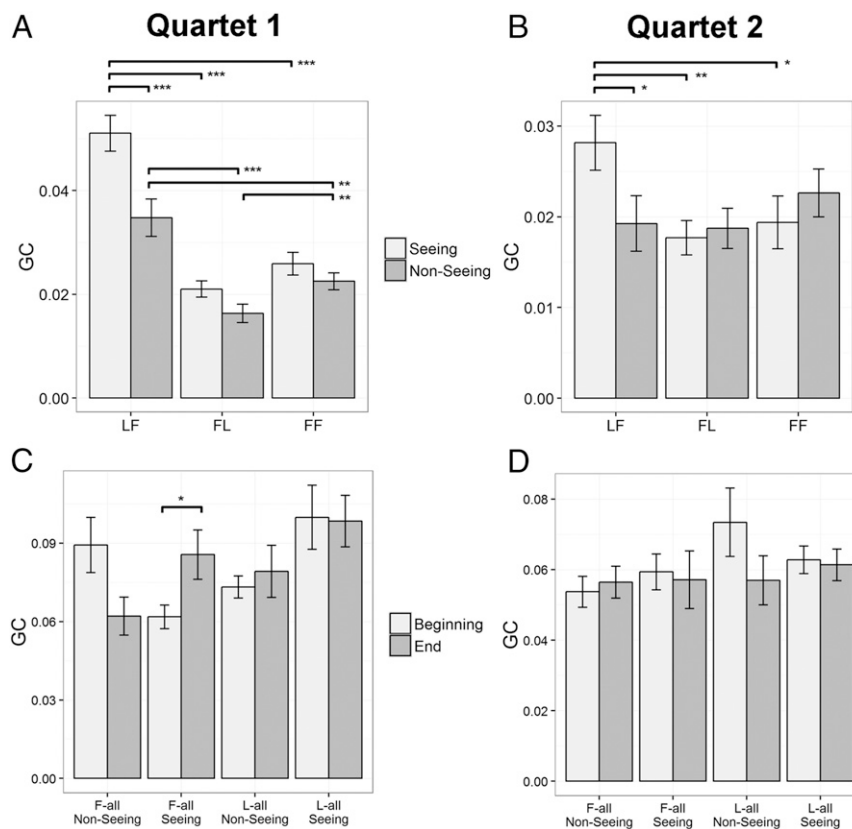 A
Quartet 1
***
***
***
***
**
**
GC
0.04
0.02
0.00
LF FL FF
Seeing
Non-Seeing
B
Quartet 2
*
**
*
GC
0.03
0.02
0.01
0.00
LF FL FF
C
*
GC
0.09
0.06
0.03
0.00
F-all F-all L-all L-all
Non-Seeing Seeing Non-Seeing Seeing
Beginning
End
D
GC
0.08
0.06
0.04
0.02
0.00
F-all F-all L-all L-all
Non-Seeing Seeing Non-Seeing Seeing